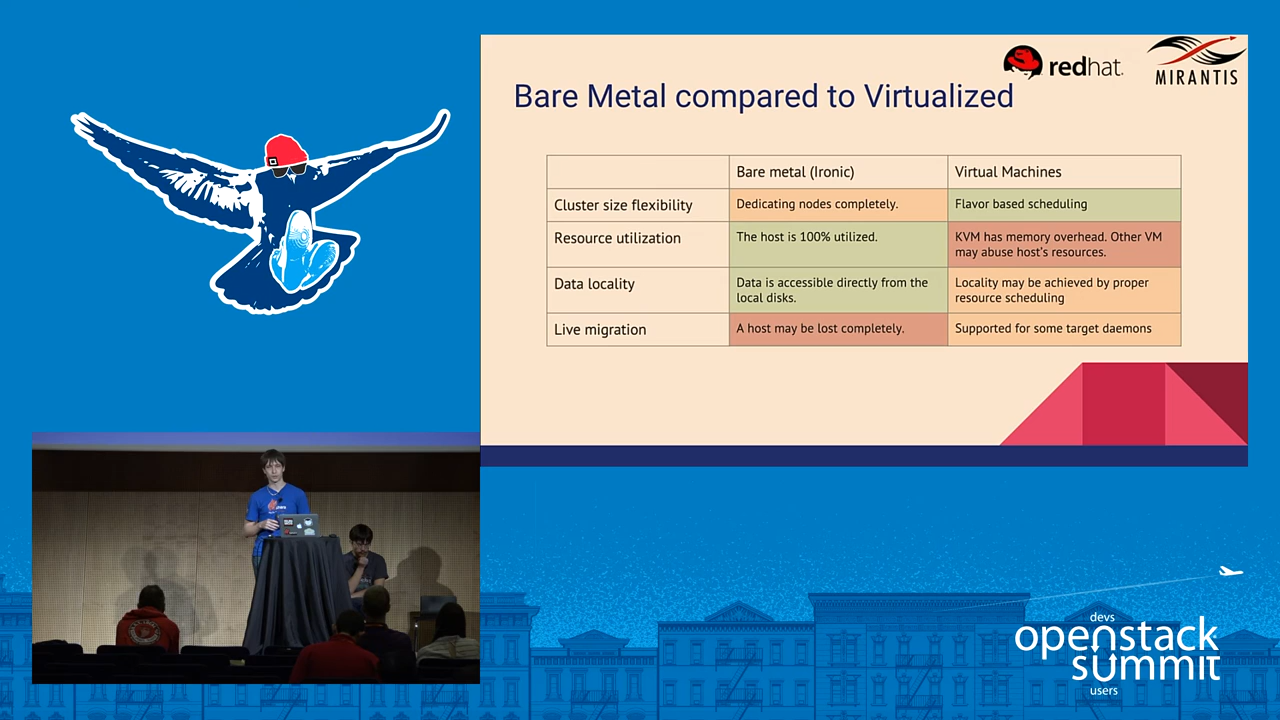 redhat.
MIRANTIS
Bare Metal compared to Virtualized
Bare metal (Ironic)
Virtual Machines
Cluster size flexibility
Dedicating nodes completely.
Flavor based scheduling
Resource utilization
The host is 100% utilized.
KVM has memory overhead. Other VM
may abuse host's resources.
Data locality
Data is accessible directly from the
local disks.
Locality may be achieved by proper
resource scheduling
Live migration
A host may be lost completely.
Supported for some target daemons
devs
openstack
summit
users